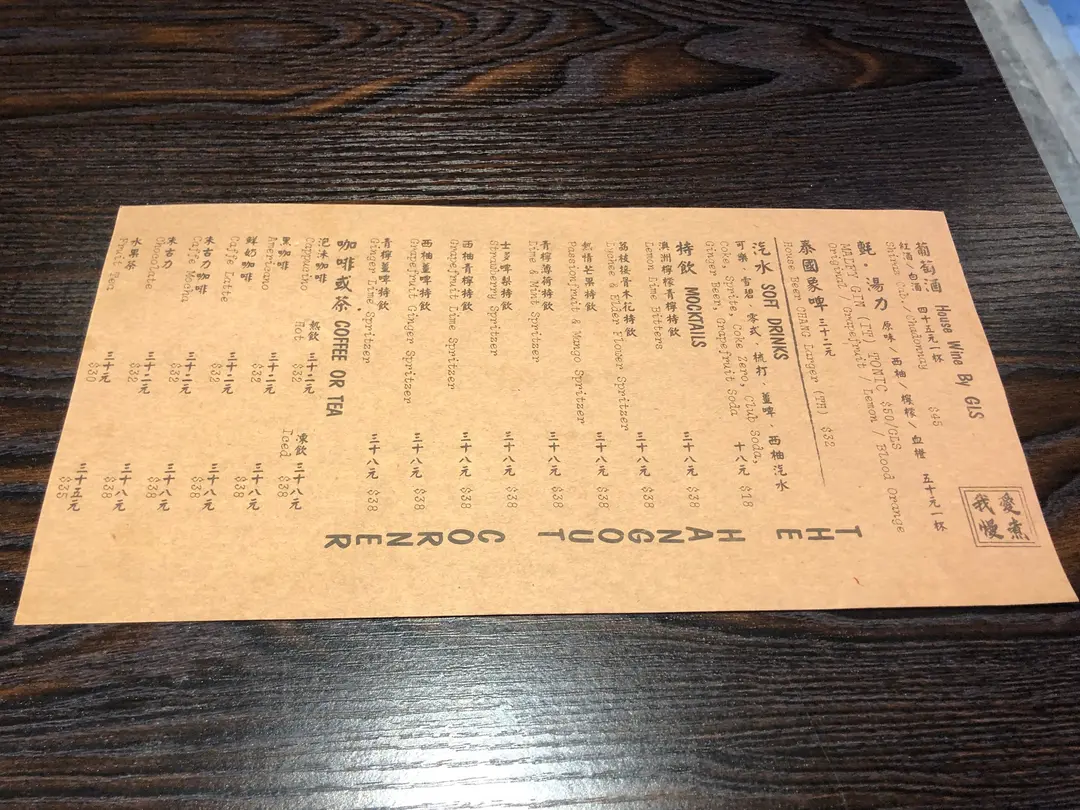 愛煮
我慢
THE HANGOUT CORNER
葡萄酒 House Wine By GLS
紅酒、白酒 四十五元一杯
Shiraz Cab./Chadonnay $45
氈 湯力 原味／西柚／檸檬／血橙 五十元一杯
MALFY GIN (IT) TONIC $50/GLS
Original / Grapefruit / Lemon / Blood Orange
泰國象啤 三十二元
House Beer CHANG Larger (TH) $32
汽水 SOFT DRINKS
可樂、雪碧、零式、梳打、薑啤、西柚汽水
Coke, Sprite, Coke Zero, Club Soda, 十八元 $18
Ginger Beer, Grapefruit Soda
特飲 MOCKTAILS
澳洲檸檬青檸特飲 三十八元 $38
Lemon Lime Bitters
荔枝接骨木花特飲 三十八元 $38
Lychee & Elder Flower Spritzer
熱情芒果特飲 三十八元 $38
Passionfruit & Mango Spritzer
青檸薄荷特飲 三十八元 $38
Lime & Mint Spritzer
士多啤梨特飲 三十八元 $38
Strawberry Spritzer
西柚青檸特飲 三十八元 $38
Grapefruit Lime Spritzer
西柚薑啤特飲 三十八元 $38
Grapefruit Ginger Spritzer
青檸薑啤特飲 三十八元 $38
Ginger Lime Spritzer
咖啡或茶 COFFEE OR TEA
熱飲 凍飲
Hot Iced
泡沫咖啡 三十二元 三十八元
Cappucino $32 $38
黑咖啡 三十二元 三十八元
Americano $32 $38
鮮奶咖啡 三十二元 三十八元
Caffe Latte $32 $38
朱古力咖啡 三十二元 三十八元
Caffe Mocha $32 $38
朱古力 三十二元 三十八元
Chocolate $32 $38
水果茶 三十元 三十五元
Fruit Tea $30 $35